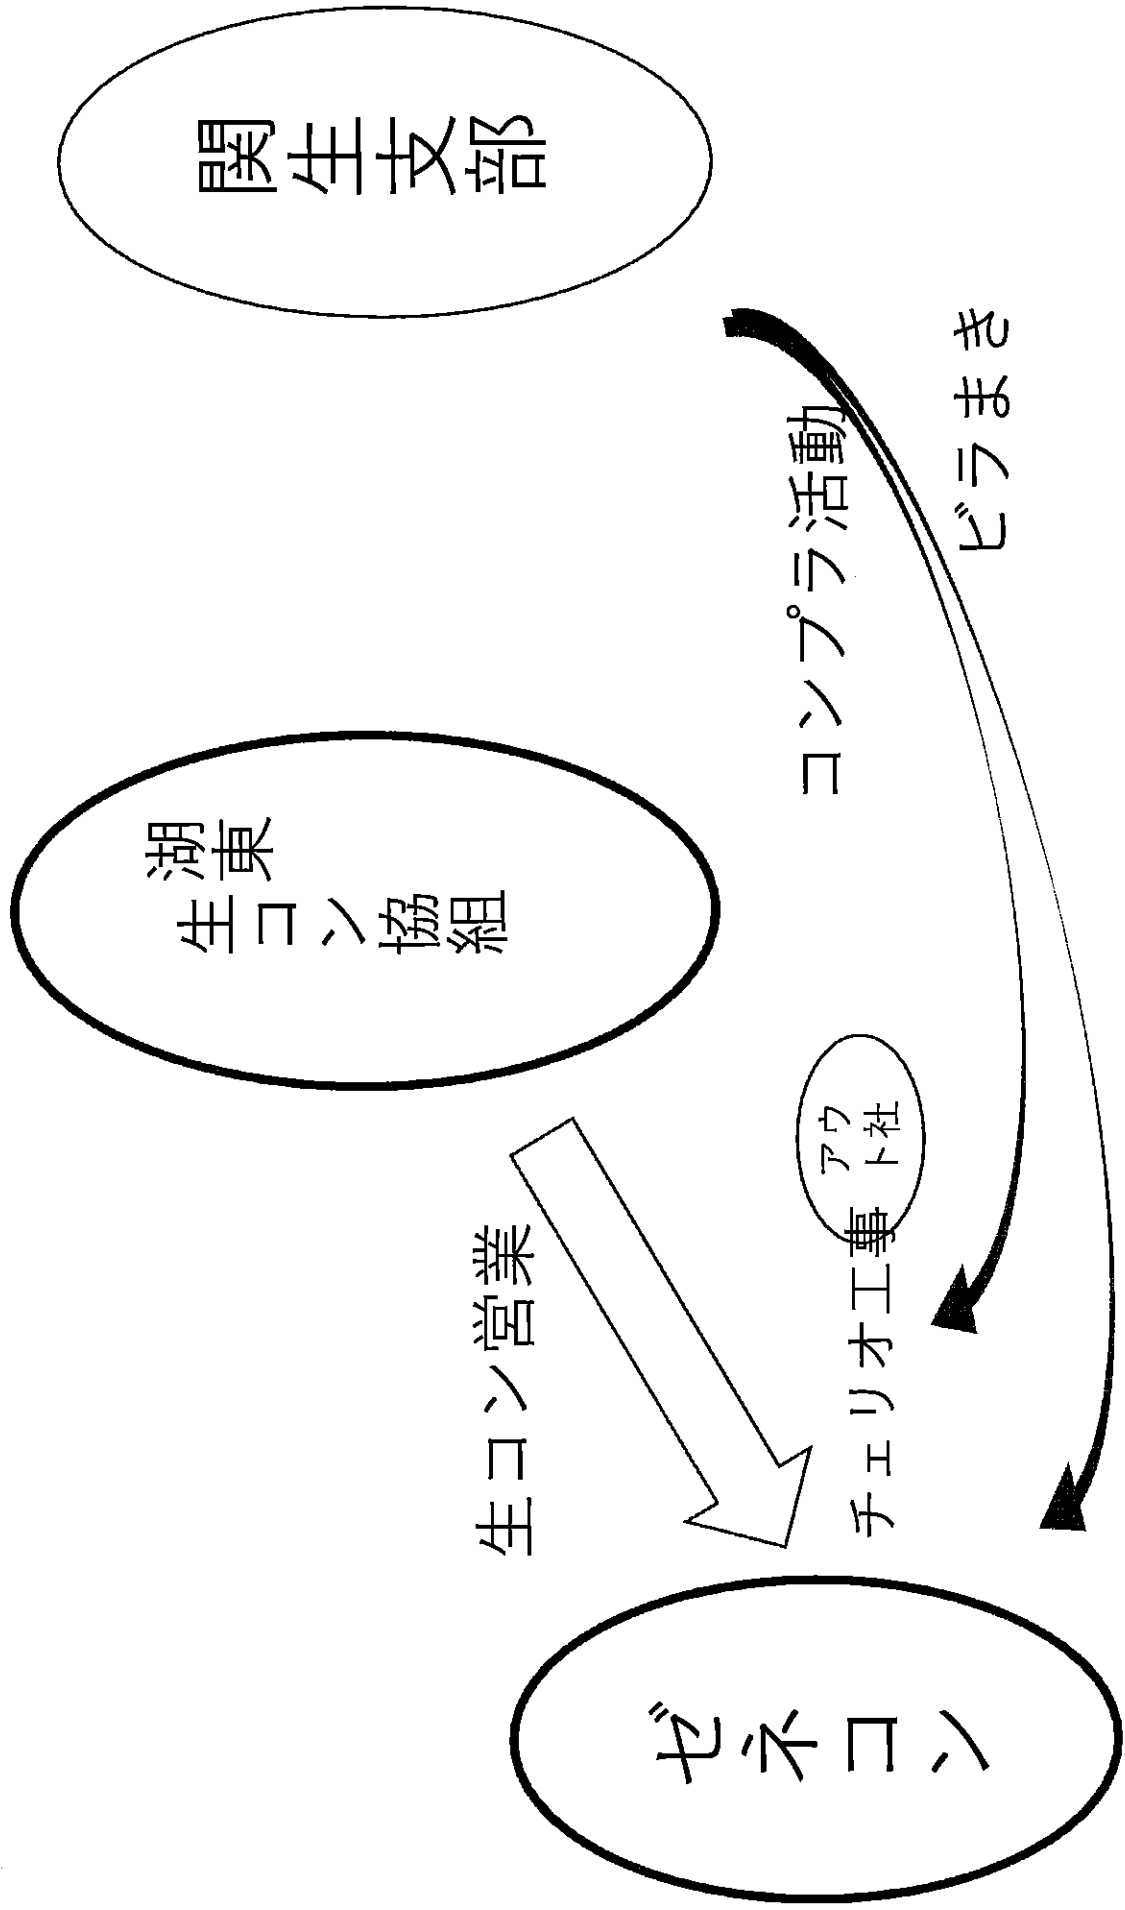 関生支部
湖東
生コン協組
生コン営業
ゼネコン
チェリオ工事
アウ
ト社
コンプラ活動
ビラまき